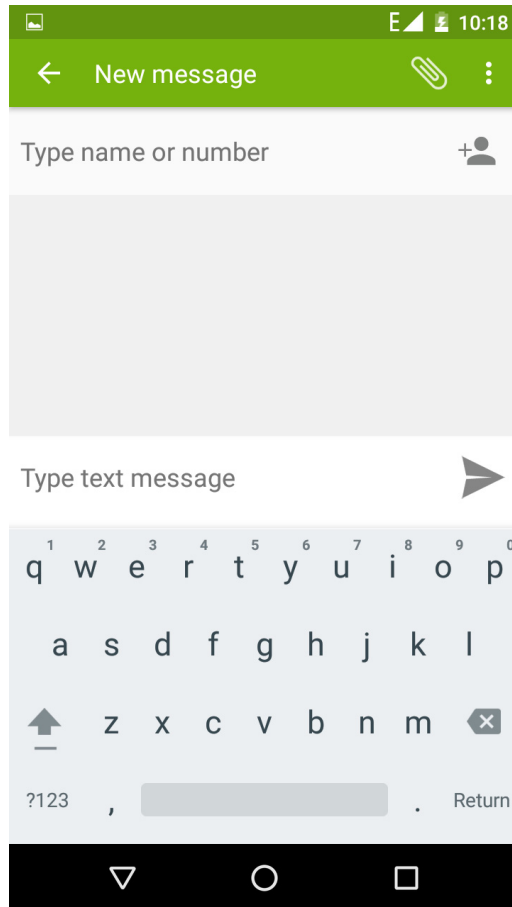 E 10:18
New message
Type name or number
Type text message
1 2 3 4 5 6 7 8 9 0
q w e r t y u i o p
a s d f g h j k l
z x c v b n m
?123 , . Return